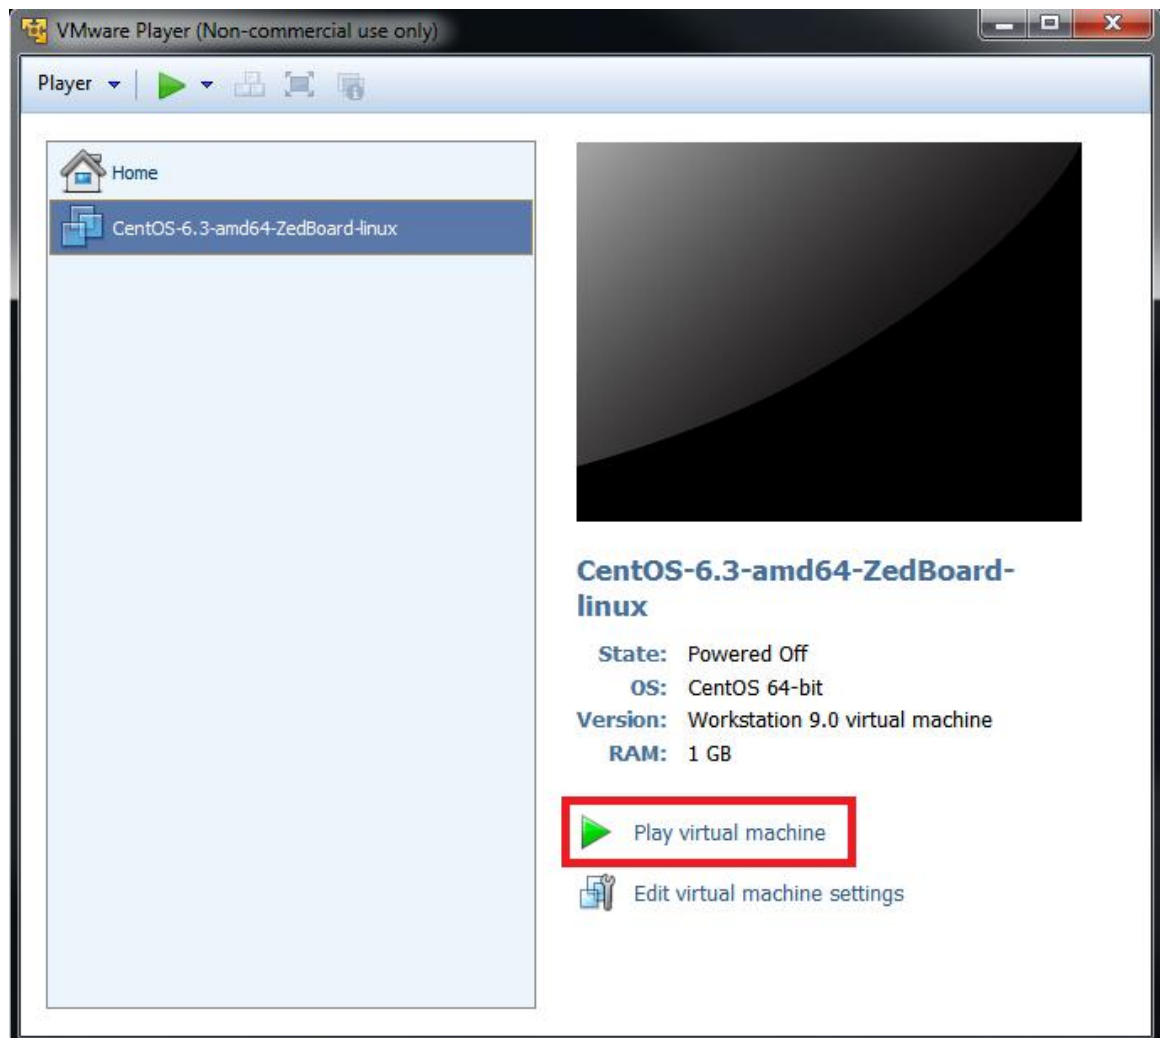 VMware Player (Non-commercial use only)
Player
Home
CentOS-6.3-amd64-ZedBoard-linux
CentOS-6.3-amd64-ZedBoard-
linux
State: Powered Off
OS: CentOS 64-bit
Version: Workstation 9.0 virtual machine
RAM: 1 GB
Play virtual machine
Edit virtual machine settings